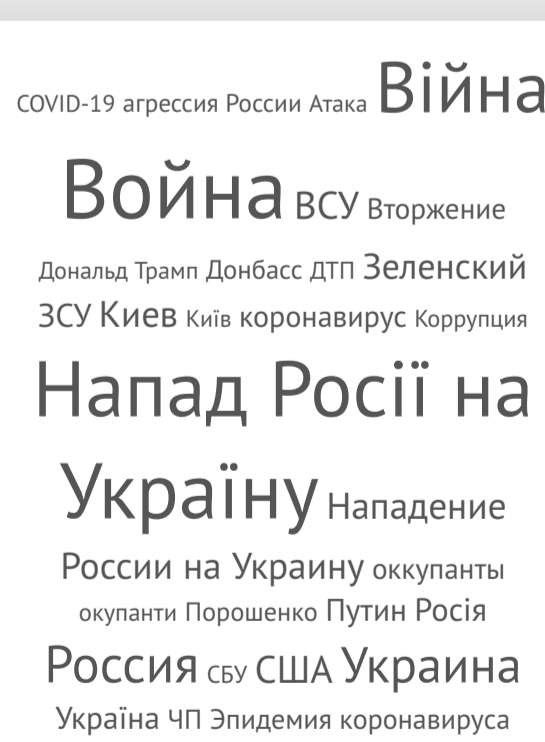 COVID-19 агрессия России Атака Війна
Война ВСУ Вторжение
Дональд Трамп Донбасс ДТП Зеленский
ЗСУ Киев Київ коронавирус Коррупция
Напад Росії на
Україну Нападение
России на Украину оккупанты
окупанти Порошенко Путин Росія
Россия СБУ США Украина
Україна ЧП Эпидемия коронавируса